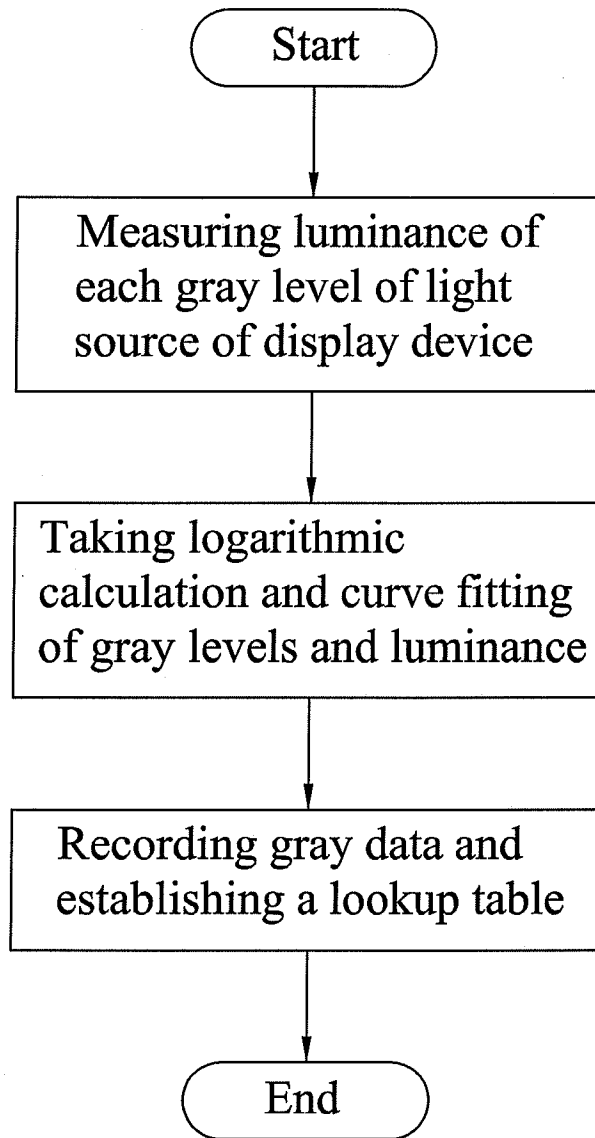 Start
Measuring luminance of
each gray level of light
source of display device
Taking logarithmic
calculation and curve fitting
of gray levels and luminance
Recording gray data and
establishing a lookup table
End